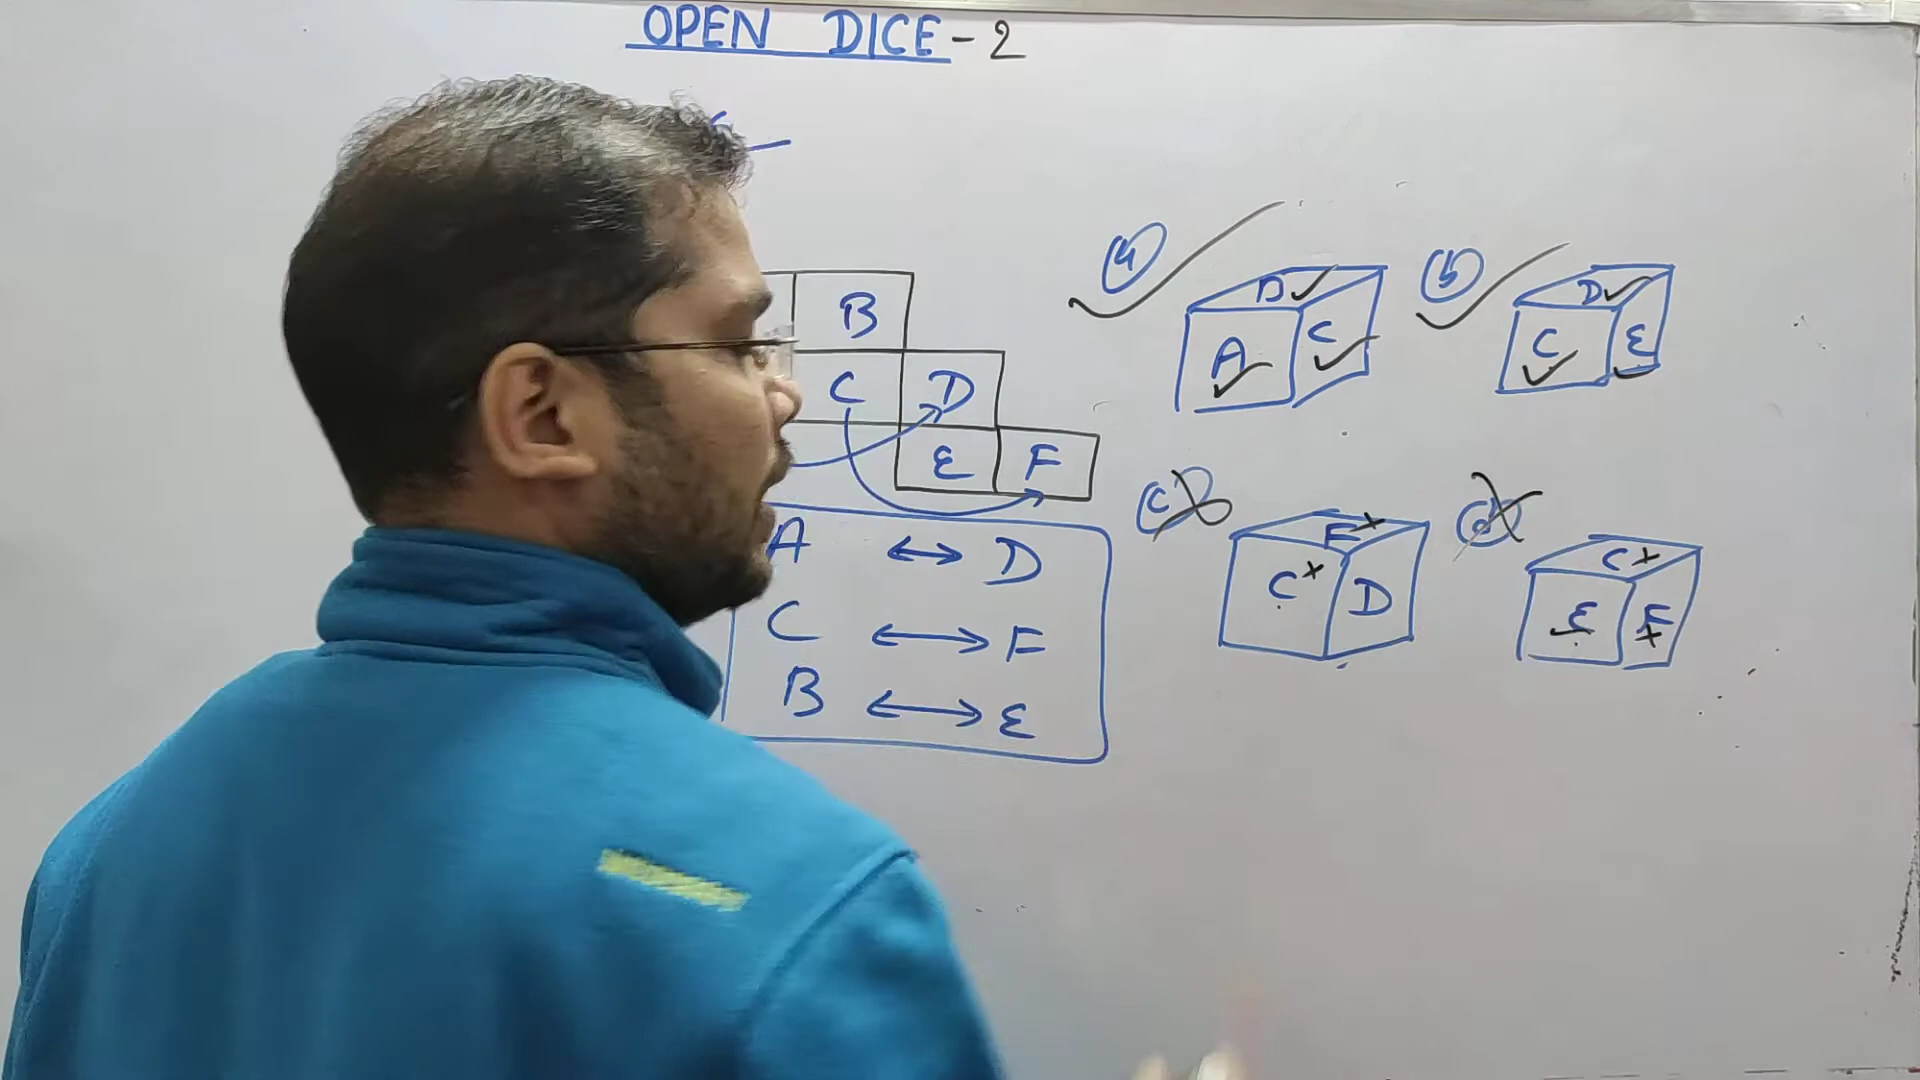 OPEN DICE - 2
B
C D
E F
A ↔ D
C ↔ F
B ↔ E
(a)
B ✓
A ✓ C ✓
(b)
D ✓
C ✓ E ✓
(c)
F ×
C × D
(d)
C ×
E ✓ F ×